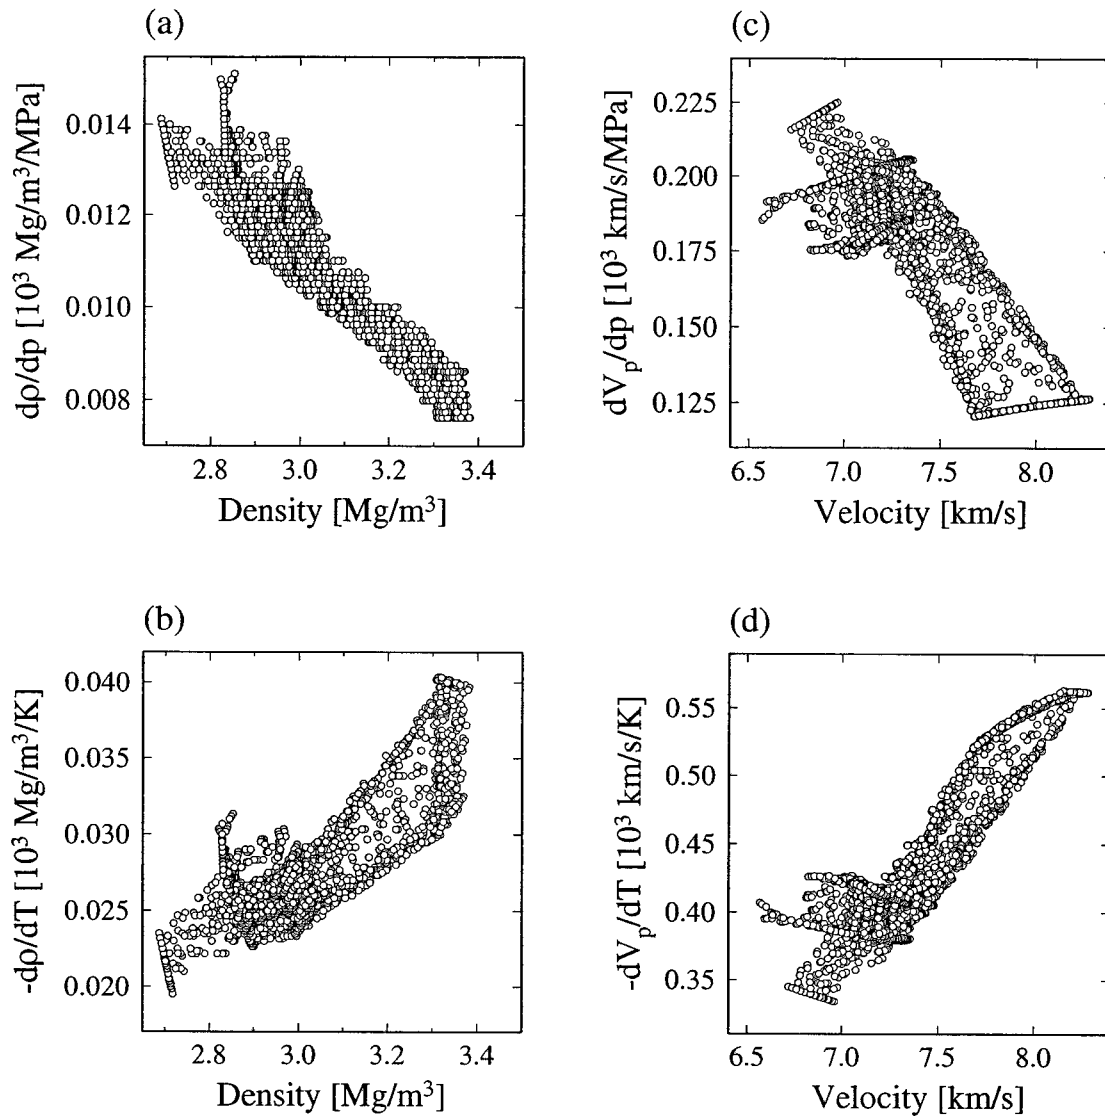 (a)
dρ/dp [10³ Mg/m³/MPa]
0.014
0.012
0.010
0.008
2.8 3.0 3.2 3.4
Density [Mg/m³]
(c)
dVp/dp [10³ km/s/MPa]
0.225
0.200
0.175
0.150
0.125
6.5 7.0 7.5 8.0
Velocity [km/s]
(b)
-dρ/dT [10³ Mg/m³/K]
0.040
0.035
0.030
0.025
0.020
2.8 3.0 3.2 3.4
Density [Mg/m³]
(d)
-dVp/dT [10³ km/s/K]
0.55
0.50
0.45
0.40
0.35
6.5 7.0 7.5 8.0
Velocity [km/s]